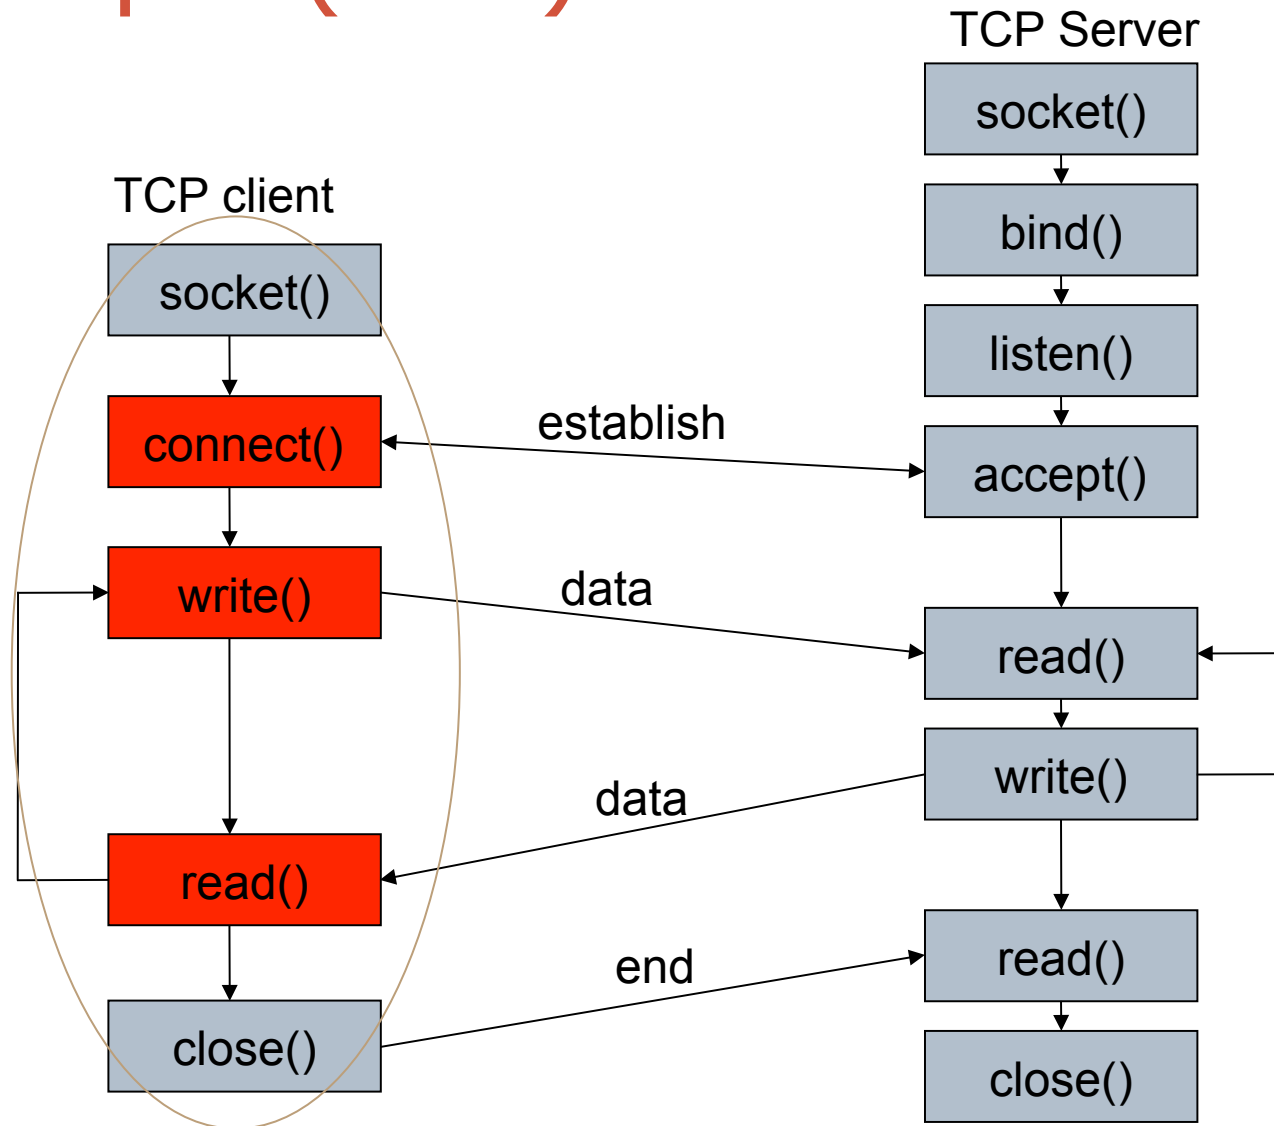 TCP Server
socket()
bind()
TCP client
listen()
socket()
connect()
establish
accept()
write()
data
read()
write()
data
read()
end
read()
close()
close()